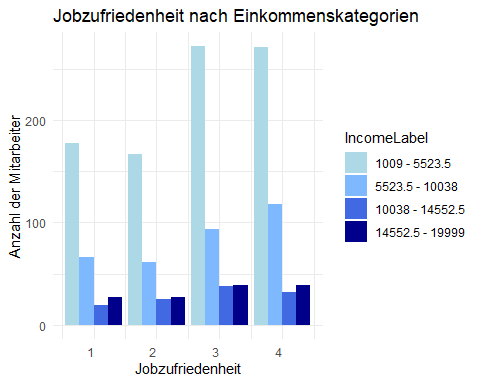 Jobzufriedenheit nach Einkommenskategorien
Anzahl der Mitarbeiter
200
100
0
1 2 3 4
Jobzufriedenheit
IncomeLabel
1009 - 5523.5
5523.5 - 10038
10038 - 14552.5
14552.5 - 19999